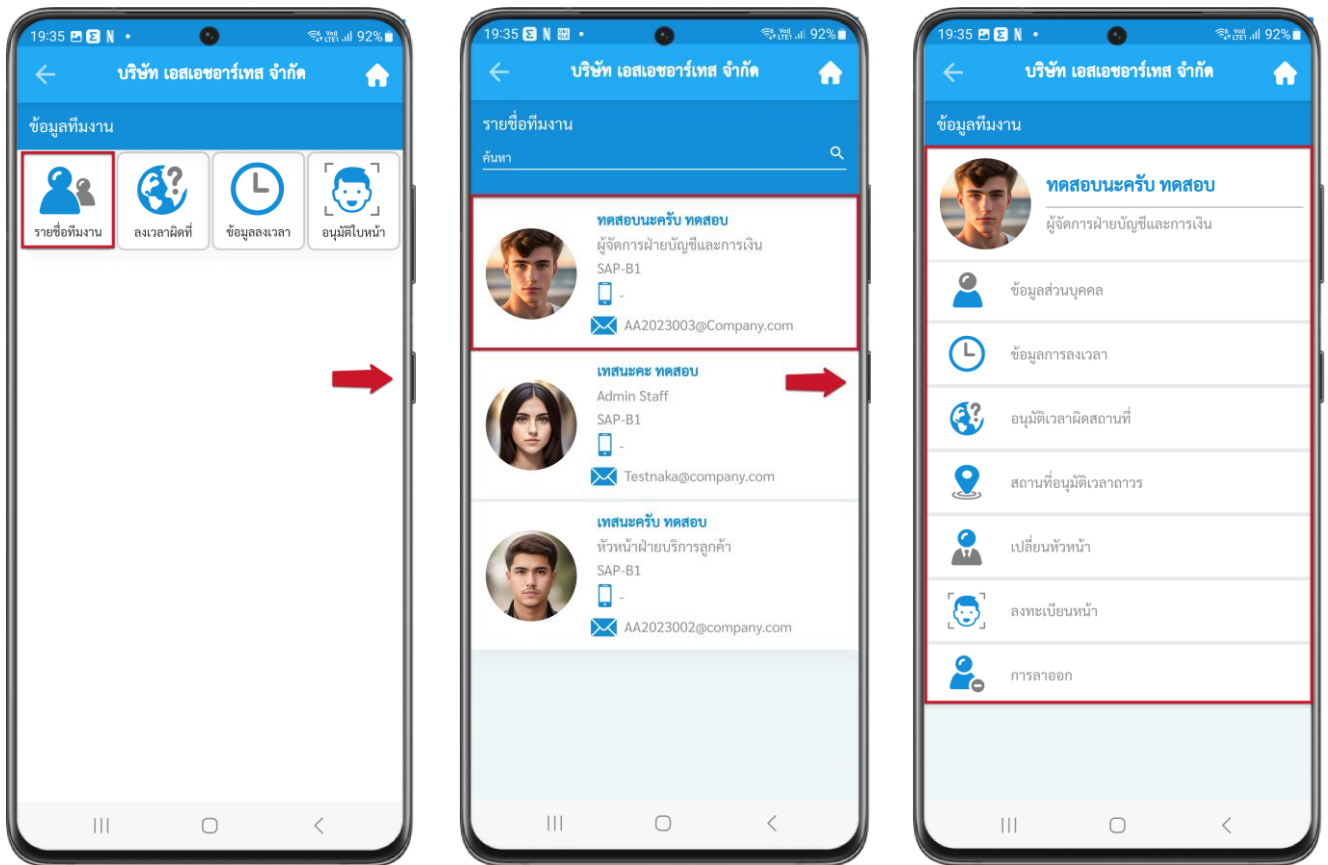 19:35
92%
บริษัท เอสเอชอาร์เทส จำกัด
ข้อมูลทีมงาน
รายชื่อทีมงาน
ลงเวลาผิดที่
ข้อมูลลงเวลา
อนุมัติใบหน้า
19:35
92%
บริษัท เอสเอชอาร์เทส จำกัด
รายชื่อทีมงาน
ค้นหา
ทดสอบนะครับ ทดสอบ
ผู้จัดการฝ่ายบัญชีและการเงิน
SAP-B1
-
AA2023003@Company.com
เทสนะคะ ทดสอบ
Admin Staff
SAP-B1
-
Testnaka@company.com
เทสนะครับ ทดสอบ
หัวหน้าฝ่ายบริการลูกค้า
SAP-B1
-
AA2023002@company.com
19:35
92%
บริษัท เอสเอชอาร์เทส จำกัด
ข้อมูลทีมงาน
ทดสอบนะครับ ทดสอบ
ผู้จัดการฝ่ายบัญชีและการเงิน
ข้อมูลส่วนบุคคล
ข้อมูลการลงเวลา
อนุมัติเวลาผิดสถานที่
สถานที่อนุมัติเวลาถาวร
เปลี่ยนหัวหน้า
ลงทะเบียนหน้า
การลาออก